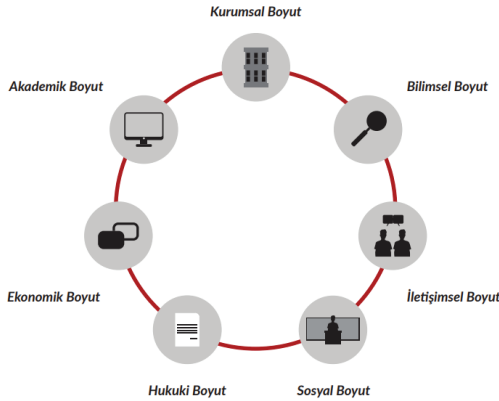 Kurumsal Boyut
Akademik Boyut
Bilimsel Boyut
Ekonomik Boyut
İletişimsel Boyut
Hukuki Boyut
Sosyal Boyut